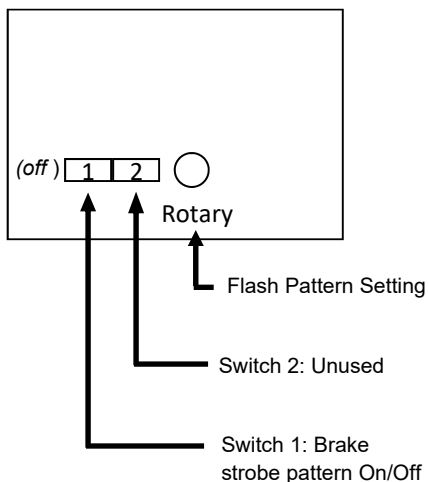 (off ) 1 2
Rotary
Flash Pattern Setting
Switch 2: Unused
Switch 1: Brake
strobe pattern On/Off